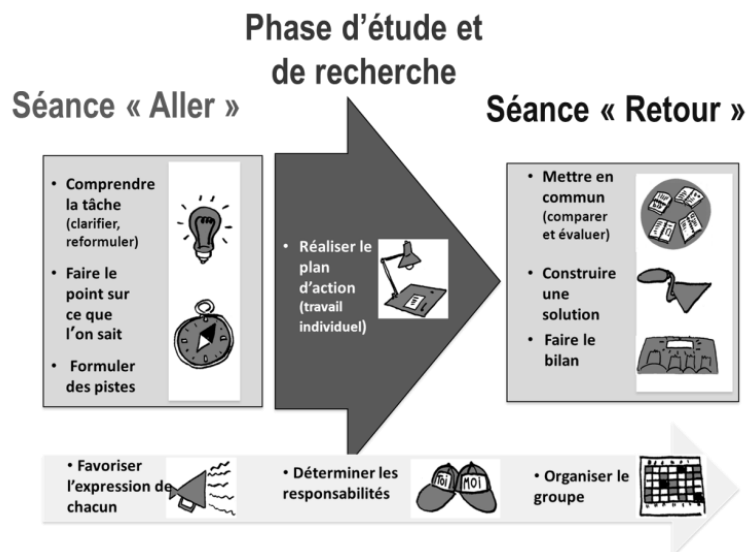 Phase d'étude et
de recherche
Séance « Aller »
Séance « Retour »
• Comprendre
la tâche
(clarifier,
reformuler)
• Faire le
point sur
ce que
l'on sait
• Formuler
des pistes
• Réaliser le
plan
d'action
(travail
individuel)
• Mettre en
commun
(comparer
et évaluer)
• Construire
une
solution
• Faire le
bilan
• Favoriser
l'expression de
chacun
• Déterminer les
responsabilités
TOI
MOI
• Organiser le
groupe